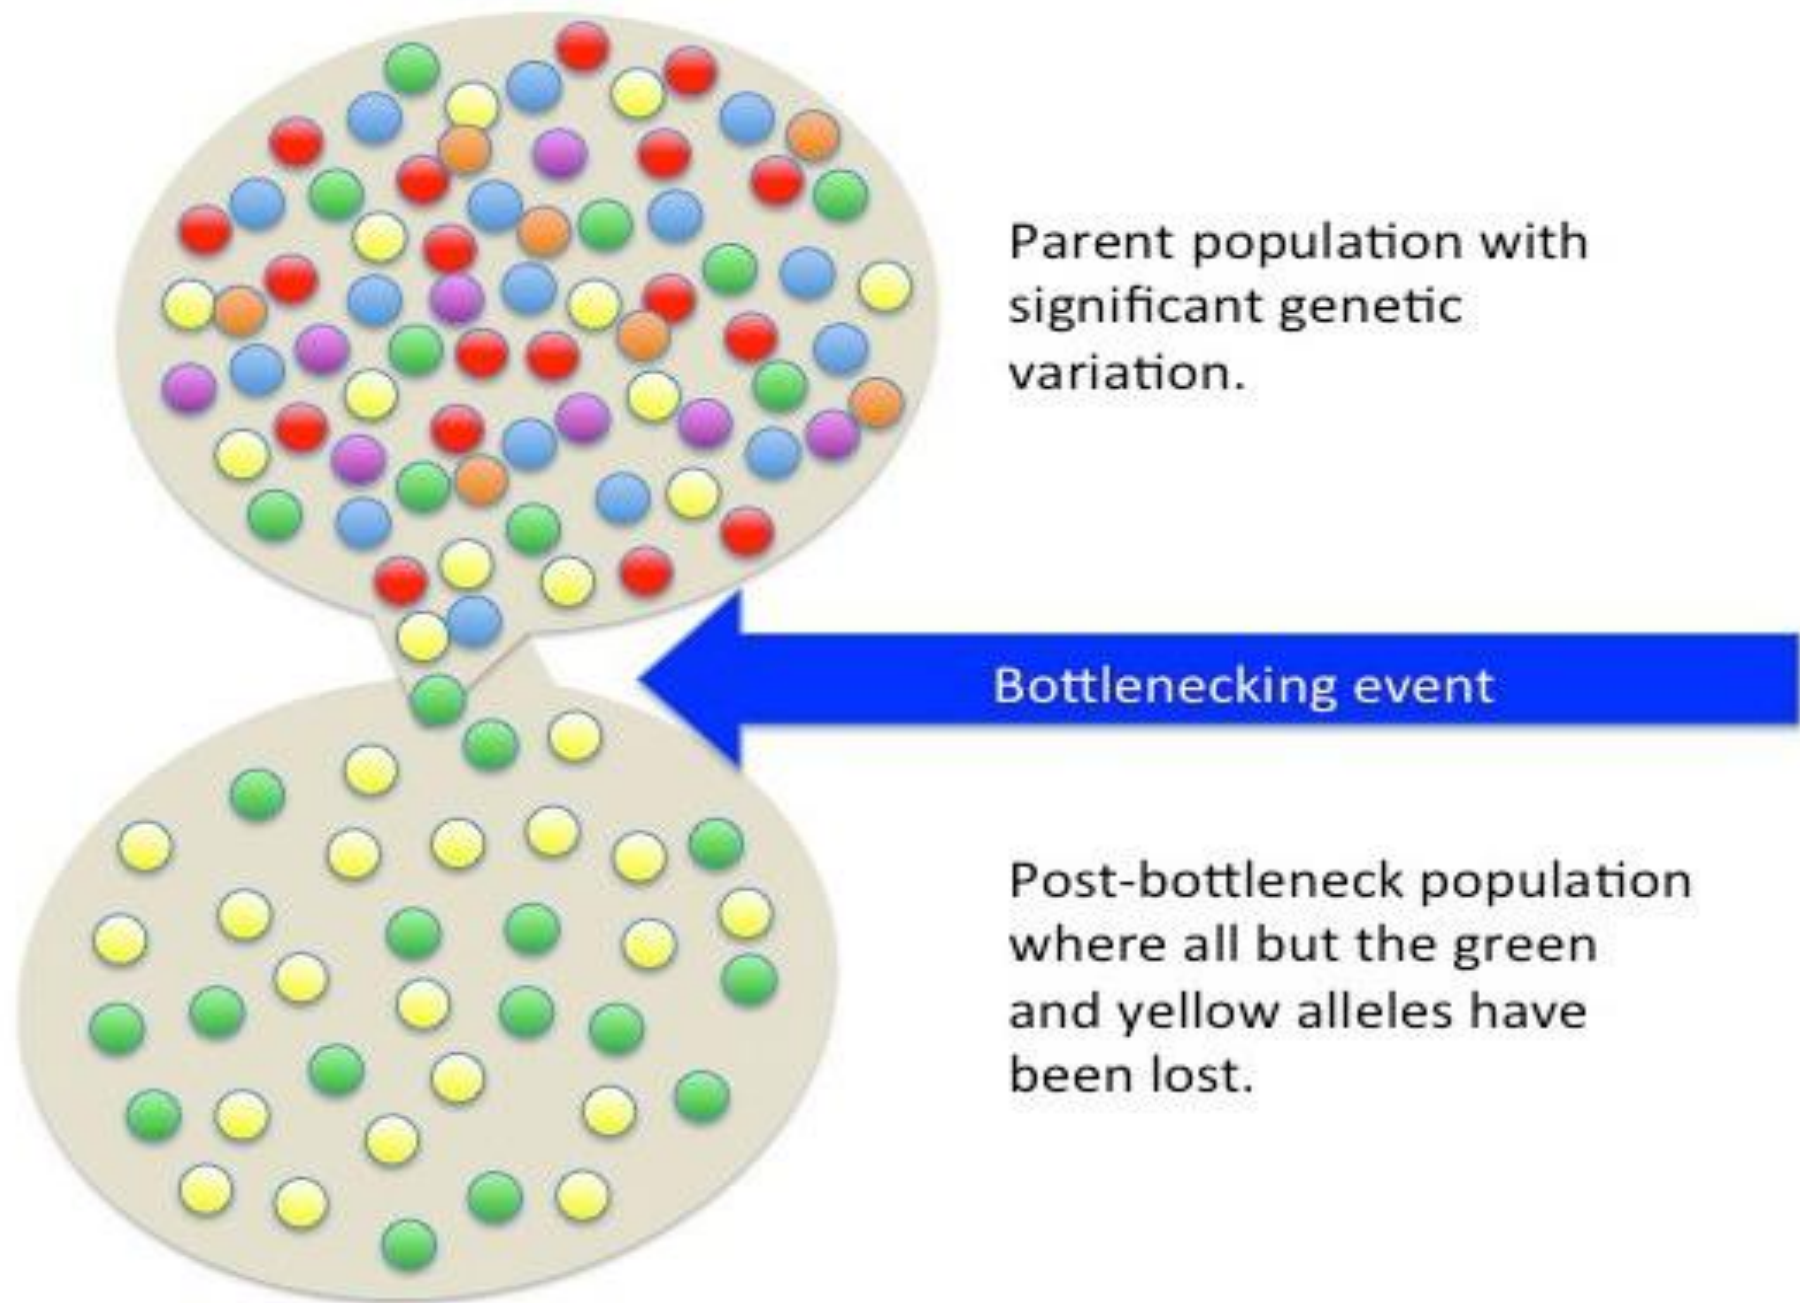 Parent population with
significant genetic
variation.
Bottlenecking event
Post-bottleneck population
where all but the green
and yellow alleles have
been lost.